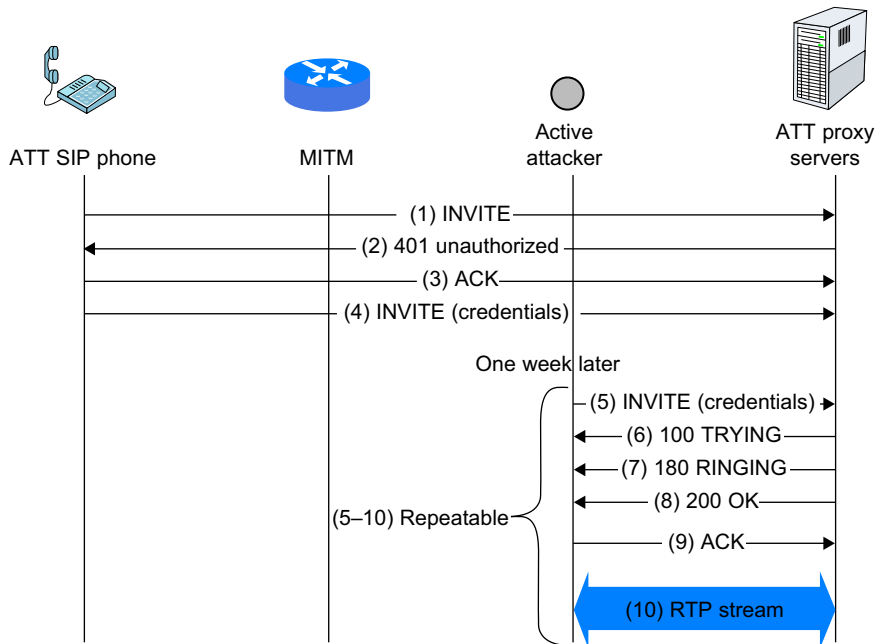 ATT SIP phone
MITM
Active
attacker
ATT proxy
servers
(1) INVITE
(2) 401 unauthorized
(3) ACK
(4) INVITE (credentials)
One week later
(5) INVITE (credentials)
(6) 100 TRYING
(7) 180 RINGING
(8) 200 OK
(5–10) Repeatable
(9) ACK
(10) RTP stream